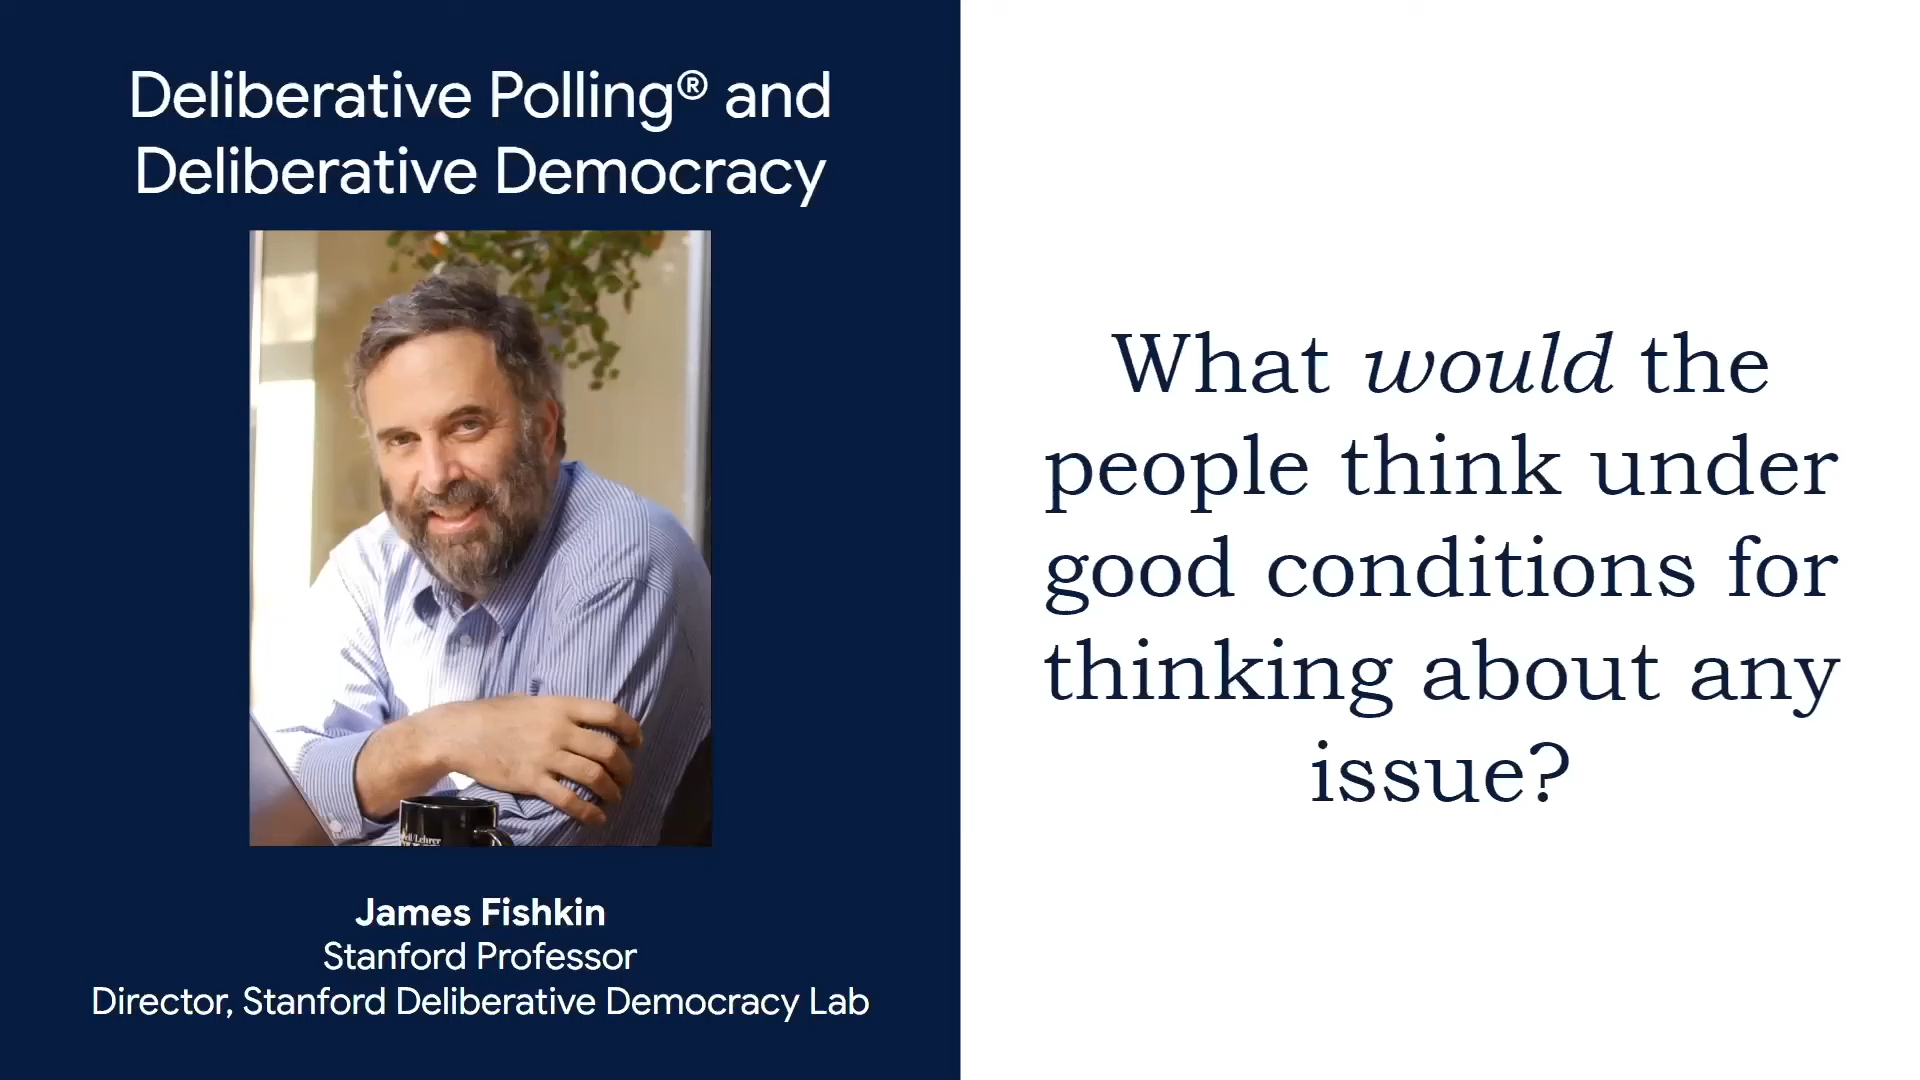 Deliberative Polling® and
Deliberative Democracy
James Fishkin
Stanford Professor
Director, Stanford Deliberative Democracy Lab
What would the
people think under
good conditions for
thinking about any
issue?